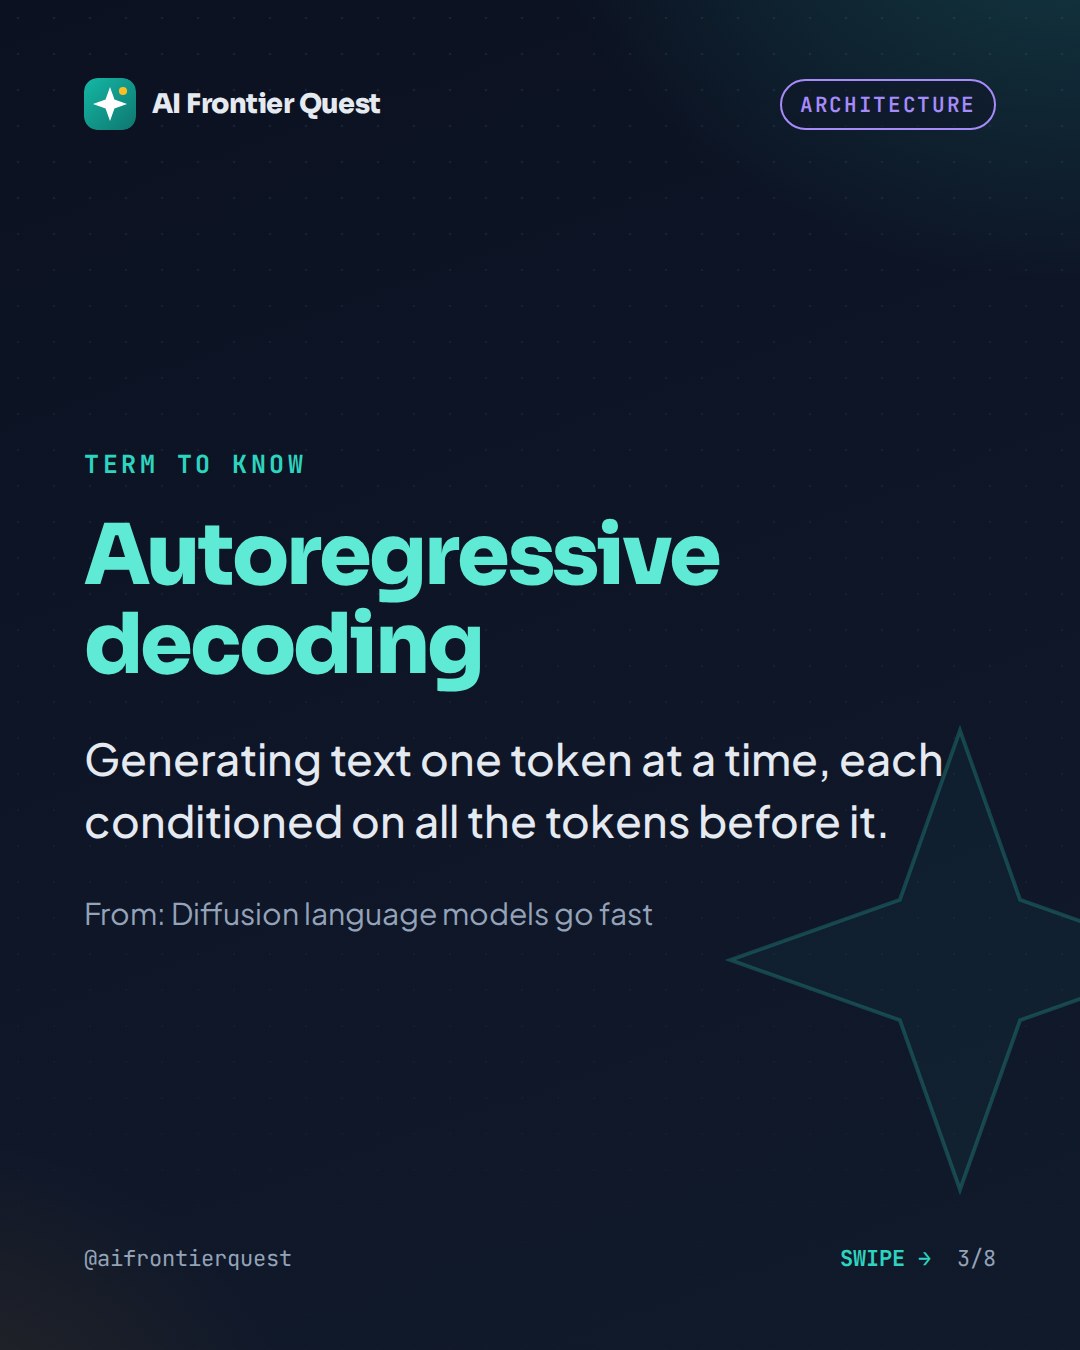 AI Frontier Quest
ARCHITECTURE
TERM TO KNOW
Autoregressive
decoding
Generating text one token at a time, each
conditioned on all the tokens before it.
From: Diffusion language models go fast
@aifrontierquest
SWIPE → 3/8